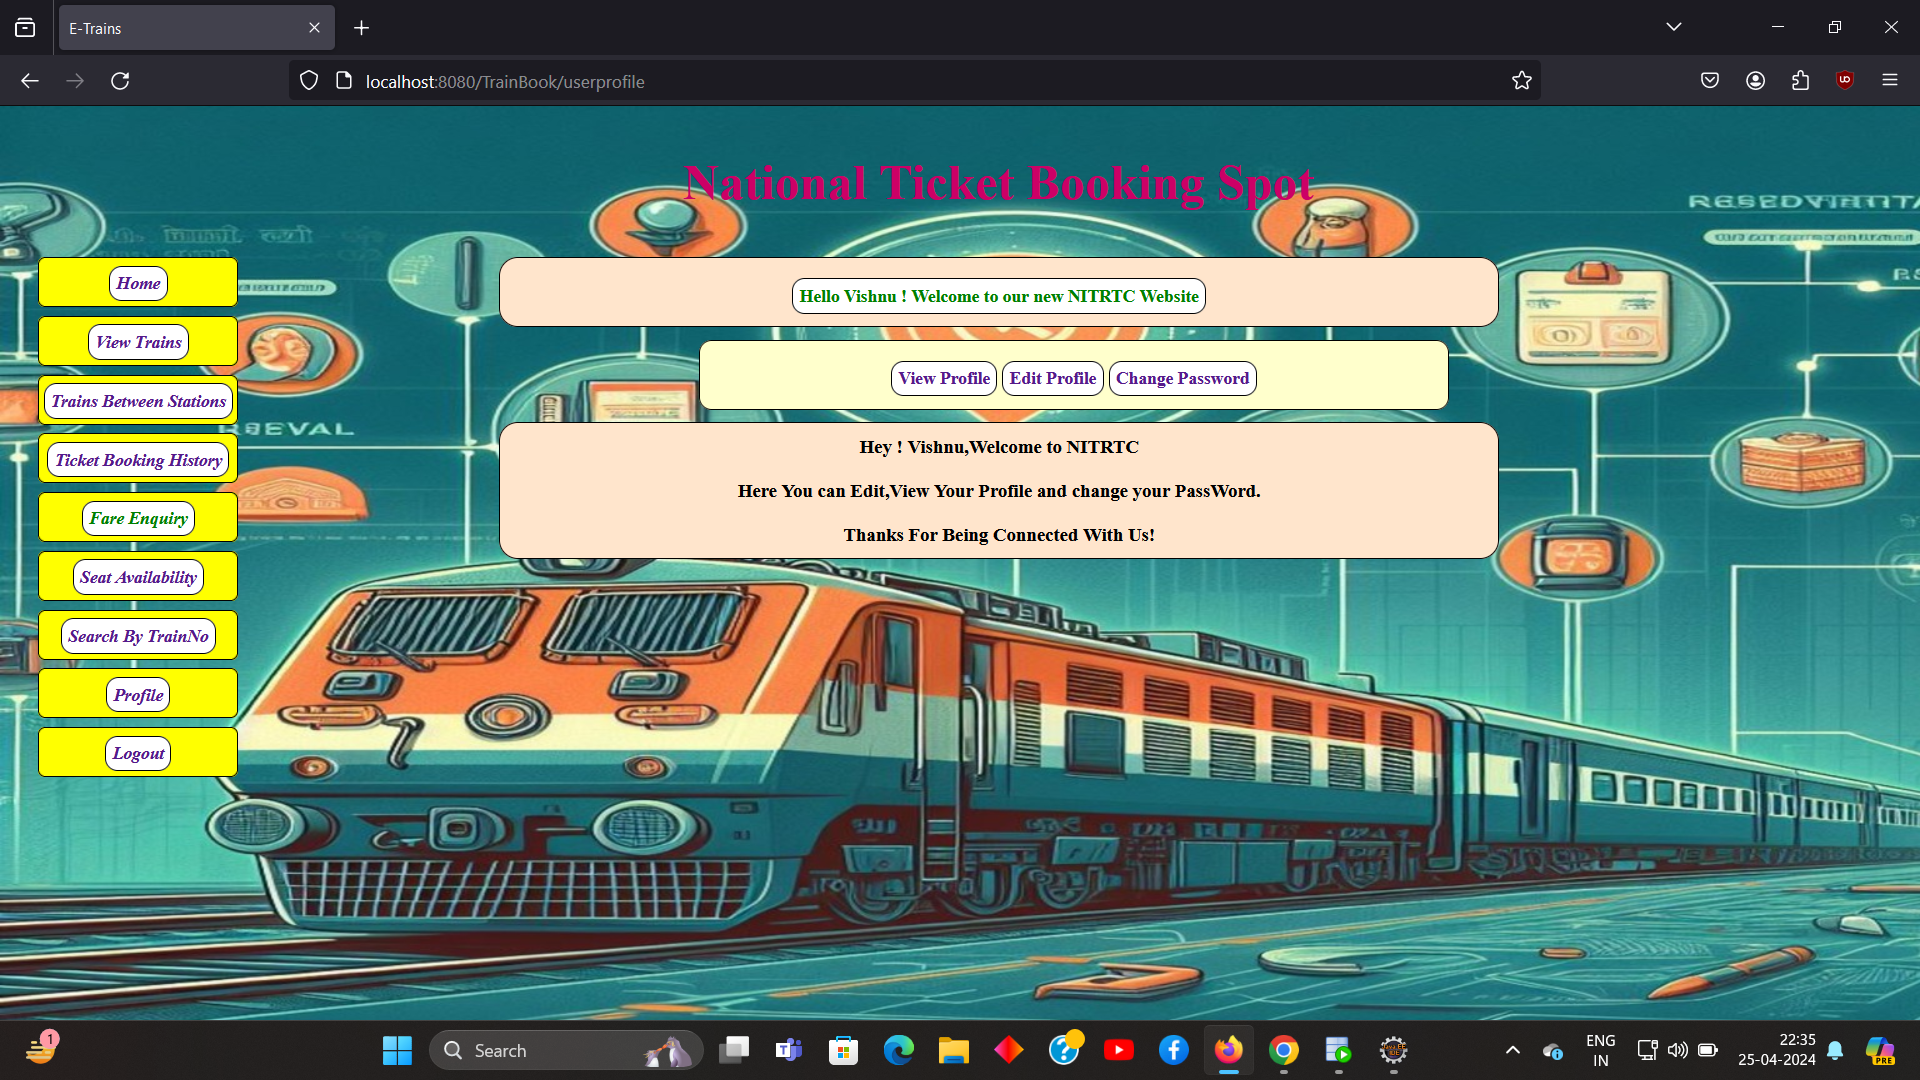 E-Trains
localhost:8080/TrainBook/userprofile
National Ticket Booking Spot
Home
View Trains
Trains Between Stations
Ticket Booking History
Fare Enquiry
Seat Availability
Search By TrainNo
Profile
Logout
Hello Vishnu ! Welcome to our new NITRTC Website
View Profile Edit Profile Change Password
Hey ! Vishnu,Welcome to NITRTC
Here You can Edit,View Your Profile and change your PassWord.
Thanks For Being Connected With Us!
RESEVAL
1
Search
ENG
IN
22:35
25-04-2024
PRE